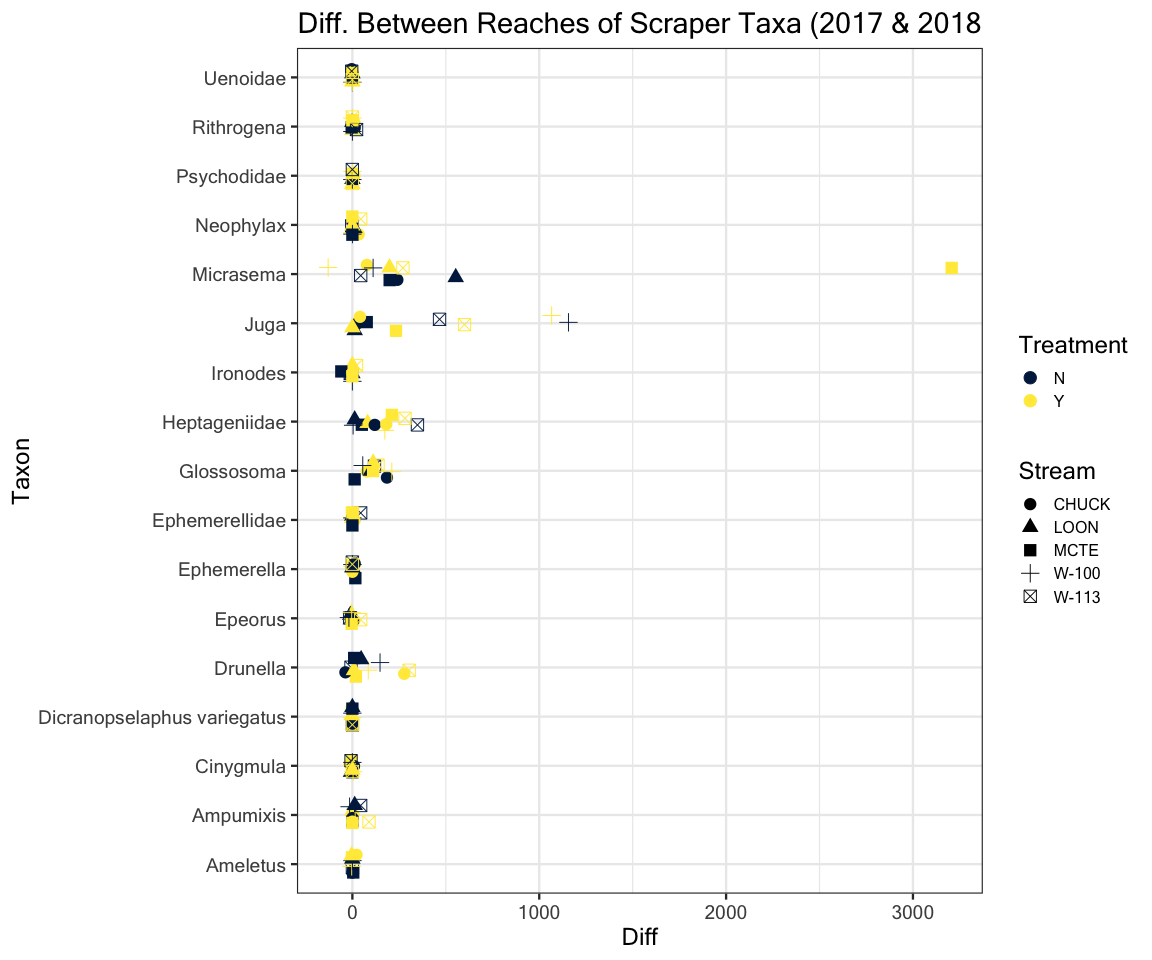 Diff. Between Reaches of Scraper Taxa (2017 & 2018
Taxon
Uenoidae
Rithrogena
Psychodidae
Neophylax
Micrasema
Juga
Ironodes
Heptageniidae
Glossosoma
Ephemerellidae
Ephemerella
Epeorus
Drunella
Dicranopselaphus variegatus
Cinygmula
Ampumixis
Ameletus
0 1000 2000 3000
Diff
Treatment
N
Y
Stream
CHUCK
LOON
MCTE
W-100
W-113